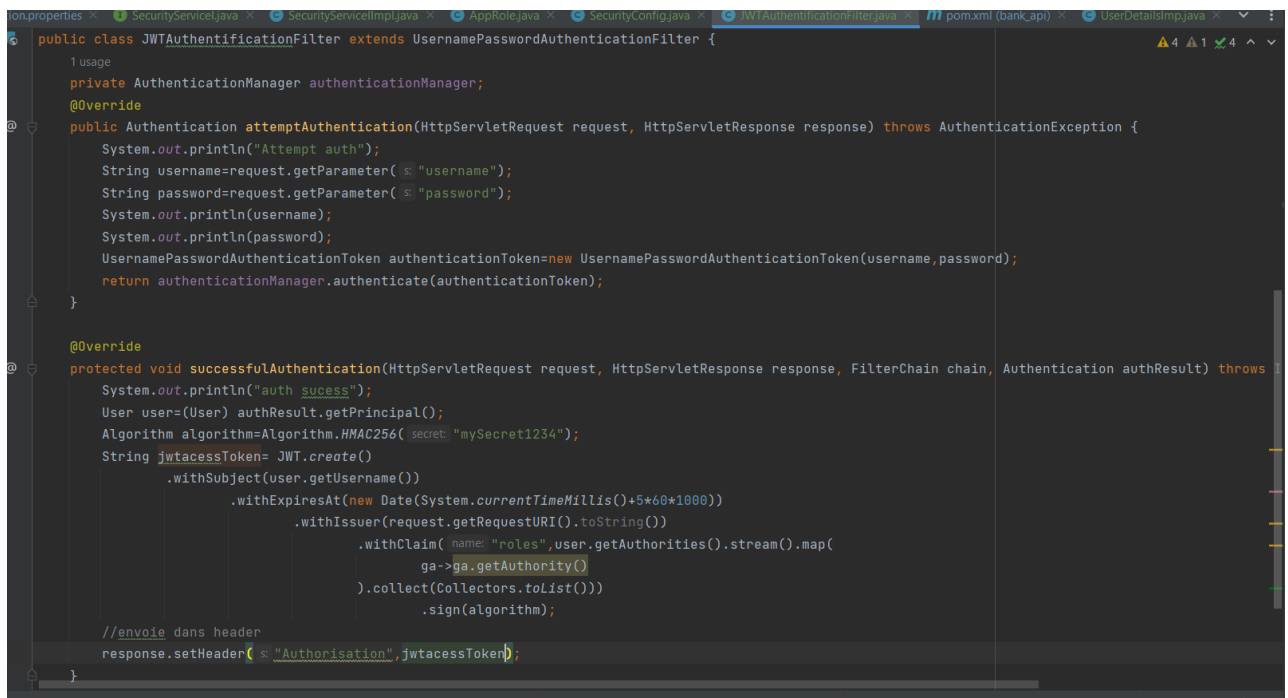 tion.properties SecurityServiceI.java SecurityServiceIImpl.java AppRole.java SecurityConfig.java JWTAuthentificationFilter.java pom.xml (bank_api) UserDetailsImp.java
public class JWTAuthentificationFilter extends UsernamePasswordAuthenticationFilter { 4 1 4
1 usage
private AuthenticationManager authenticationManager;
@Override
public Authentication attemptAuthentication(HttpServletRequest request, HttpServletResponse response) throws AuthenticationException {
System.out.println("Attempt auth");
String username=request.getParameter( s: "username");
String password=request.getParameter( s: "password");
System.out.println(username);
System.out.println(password);
UsernamePasswordAuthenticationToken authenticationToken=new UsernamePasswordAuthenticationToken(username,password);
return authenticationManager.authenticate(authenticationToken);
}
@Override
protected void successfulAuthentication(HttpServletRequest request, HttpServletResponse response, FilterChain chain, Authentication authResult) throws I
System.out.println("auth sucess");
User user=(User) authResult.getPrincipal();
Algorithm algorithm=Algorithm.HMAC256( secret: "mySecret1234");
String jwtacessToken= JWT.create()
.withSubject(user.getUsername())
.withExpiresAt(new Date(System.currentTimeMillis()+5*60*1000))
.withIssuer(request.getRequestURI().toString())
.withClaim( name: "roles",user.getAuthorities().stream().map(
ga->ga.getAuthority()
).collect(Collectors.toList()))
.sign(algorithm);
//envoie dans header
response.setHeader( s: "Authorisation",jwtacessToken);
}